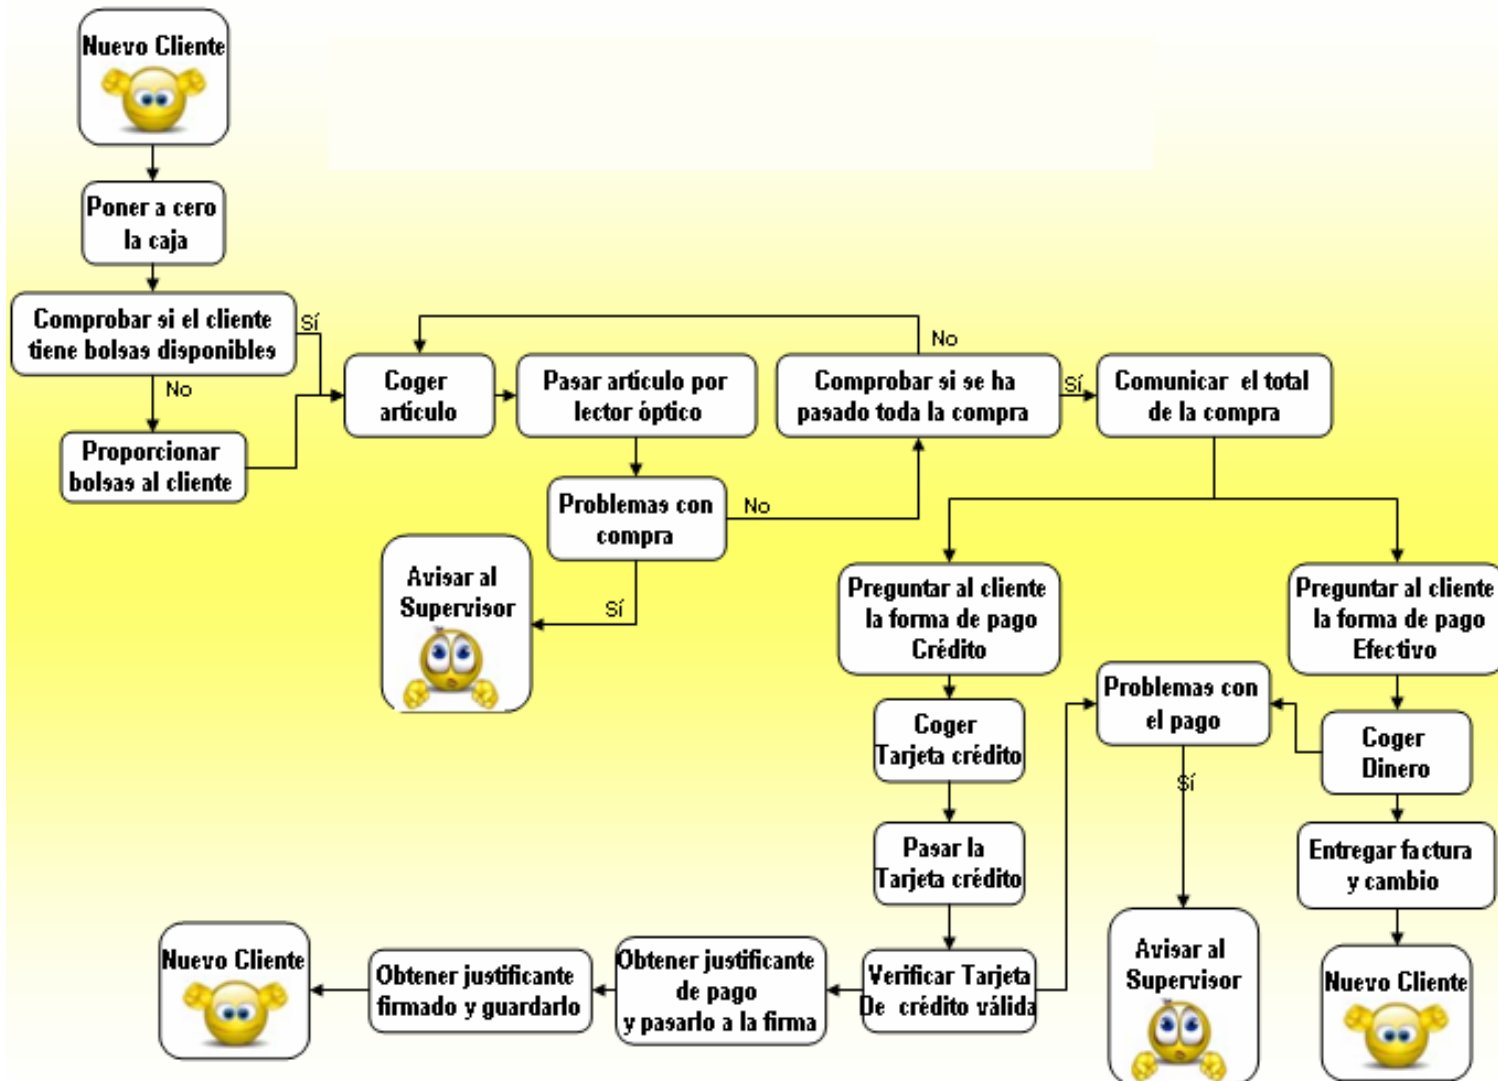 Nuevo Cliente
Poner a cero
la caja
Comprobar si el cliente
tiene bolsas disponibles
Sí
No
Proporcionar
bolsas al cliente
Coger
artículo
Pasar artículo por
lector óptico
Problemas con
compra
No
Sí
Avisar al
Supervisor
Comprobar si se ha
pasado toda la compra
No
Sí
Comunicar el total
de la compra
Preguntar al cliente
la forma de pago
Crédito
Preguntar al cliente
la forma de pago
Efectivo
Coger
Tarjeta crédito
Pasar la
Tarjeta crédito
Verificar Tarjeta
De crédito válida
Obtener justificante
de pago
y pasarlo a la firma
Obtener justificante
firmado y guardarlo
Nuevo Cliente
Problemas con
el pago
Sí
Avisar al
Supervisor
Coger
Dinero
Entregar factura
y cambio
Nuevo Cliente